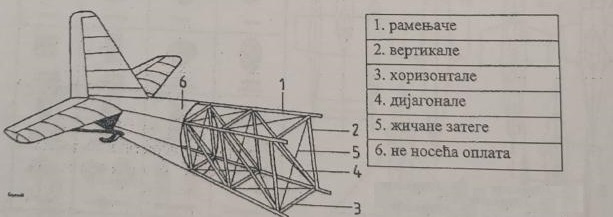 6
1
2
5
4
3
1. рамењаче
2. вертикале
3. хоризонтале
4. дијагонале
5. жичане затеге
6. не носећа оплата